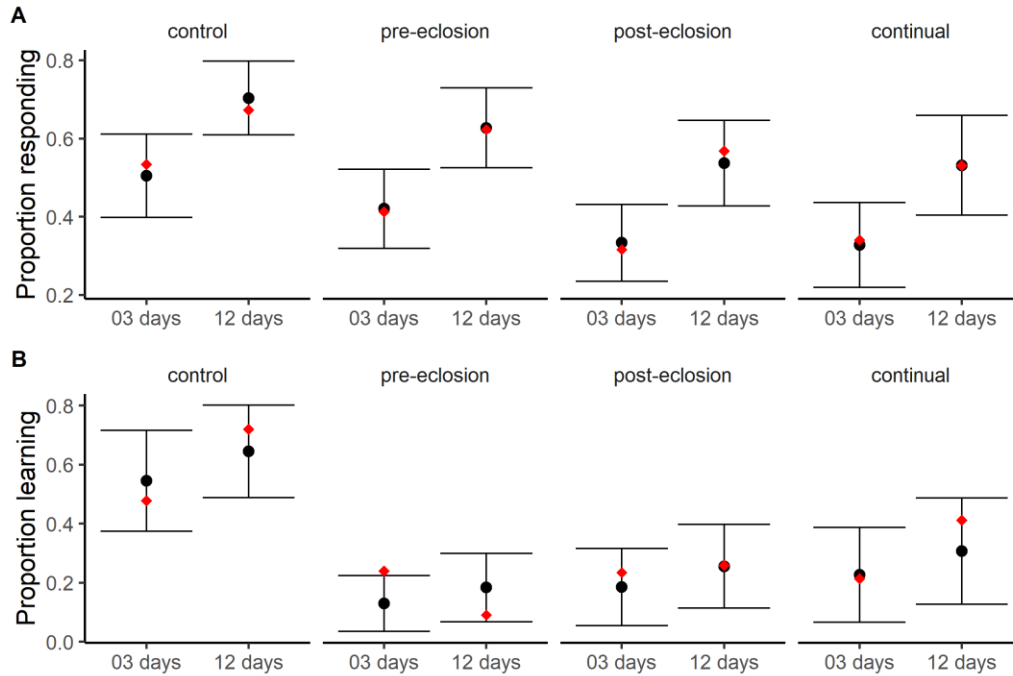 A
control pre-eclosion post-eclosion continual
Proportion responding
0.8
0.6
0.4
0.2
03 days 12 days 03 days 12 days 03 days 12 days 03 days 12 days
B
control pre-eclosion post-eclosion continual
Proportion learning
0.8
0.6
0.4
0.2
0.0
03 days 12 days 03 days 12 days 03 days 12 days 03 days 12 days